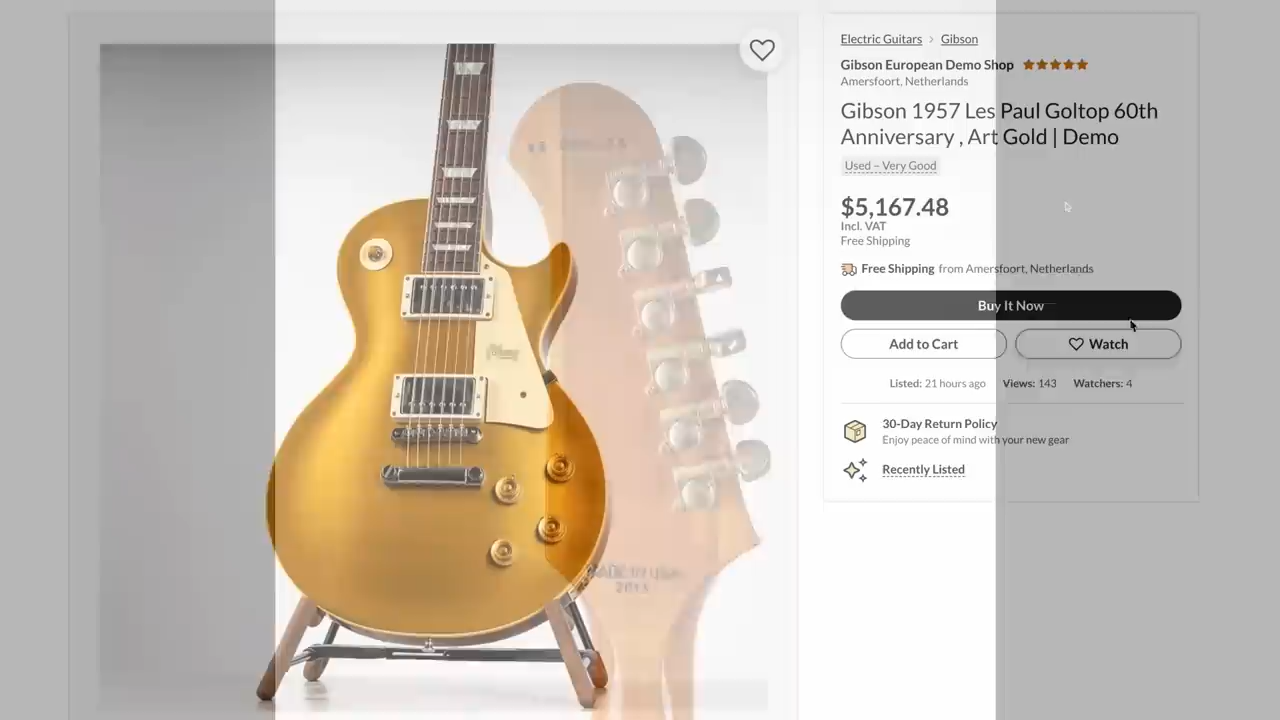 Electric Guitars > Gibson
Gibson European Demo Shop
Amersfoort, Netherlands
Gibson 1957 Les Paul Goltop 60th
Anniversary , Art Gold | Demo
Used – Very Good
$5,167.48
Incl. VAT
Free Shipping
Free Shipping from Amersfoort, Netherlands
Buy It Now
Add to Cart
Watch
Listed: 21 hours ago Views: 143 Watchers: 4
30-Day Return Policy
Enjoy peace of mind with your new gear
Recently Listed
MADE IN USA